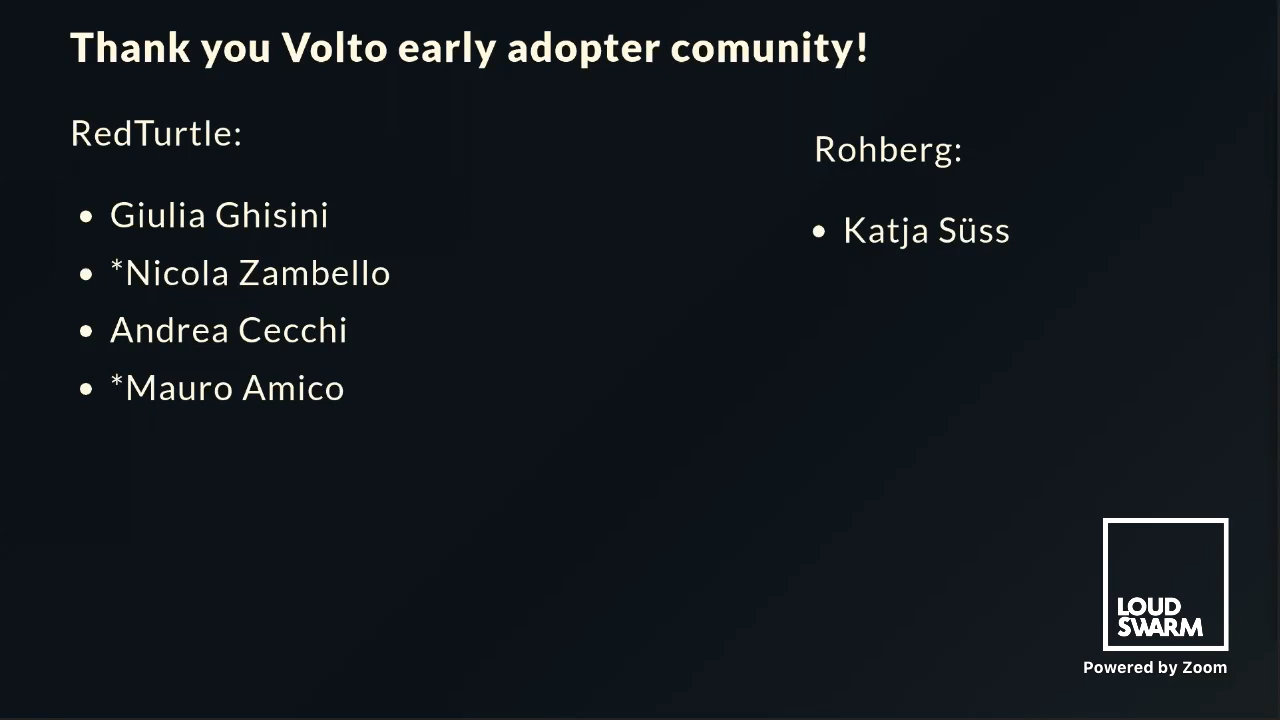 Thank you Volto early adopter comunity!
RedTurtle:
• Giulia Ghisini
• *Nicola Zambello
• Andrea Cecchi
• *Mauro Amico
Rohberg:
• Katja Süss
LOUD
SWARM
Powered by Zoom